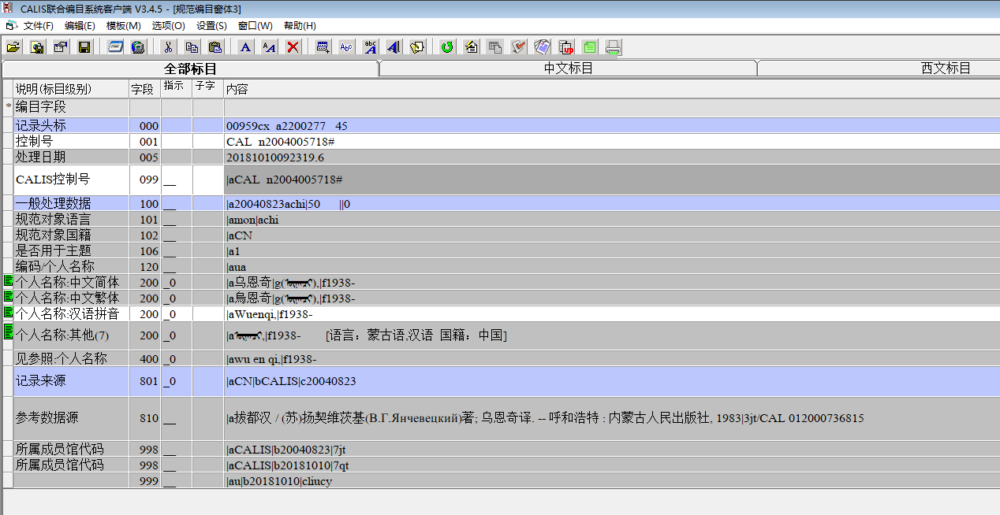 CALIS联合编目系统客户端 V3.4.5 - [规范编目窗体3]
文件(F) 编辑(E) 模板(M) 选项(O) 设置(S) 窗口(W) 帮助(H)
全部标目 中文标目 西文标目
说明(标目级别) 字段 指示 子字 内容
* 编目字段
记录头标 000 00959cx a2200277 45
控制号 001 CAL n2004005718#
处理日期 005 20181010092319.6
CALIS控制号 099 __ |aCAL n2004005718#
一般处理数据 100 __ |a20040823achi|50 ||0
规范对象语言 101 __ |amon|achi
规范对象国籍 102 __ |aCN
是否用于主题 106 __ |a1
编码/个人名称 120 __ |aua
个人名称:中文简体 200 _0 |a乌恩奇|g(),|f1938-
个人名称:中文繁体 200 _0 |a烏恩奇|g(),|f1938-
个人名称:汉语拼音 200 _0 |aWuenqi,|f1938-
个人名称:其他(7) 200 _0 |a,|f1938- [语言：蒙古语,汉语 国籍：中国]
见参照:个人名称 400 _0 |awu en qi,|f1938-
记录来源 801 _0 |aCN|bCALIS|c20040823
参考数据源 810 __ |a拔都汉 / (苏)扬契维茨基(В.Г.Янчевецкий)著; 乌恩奇译. -- 呼和浩特 : 内蒙古人民出版社, 1983|3jt/CAL 012000736815
所属成员馆代码 998 __ |aCALIS|b20040823|7jt
所属成员馆代码 998 __ |aCALIS|b20181010|7qt
999 __ |au|b20181010|cliucy